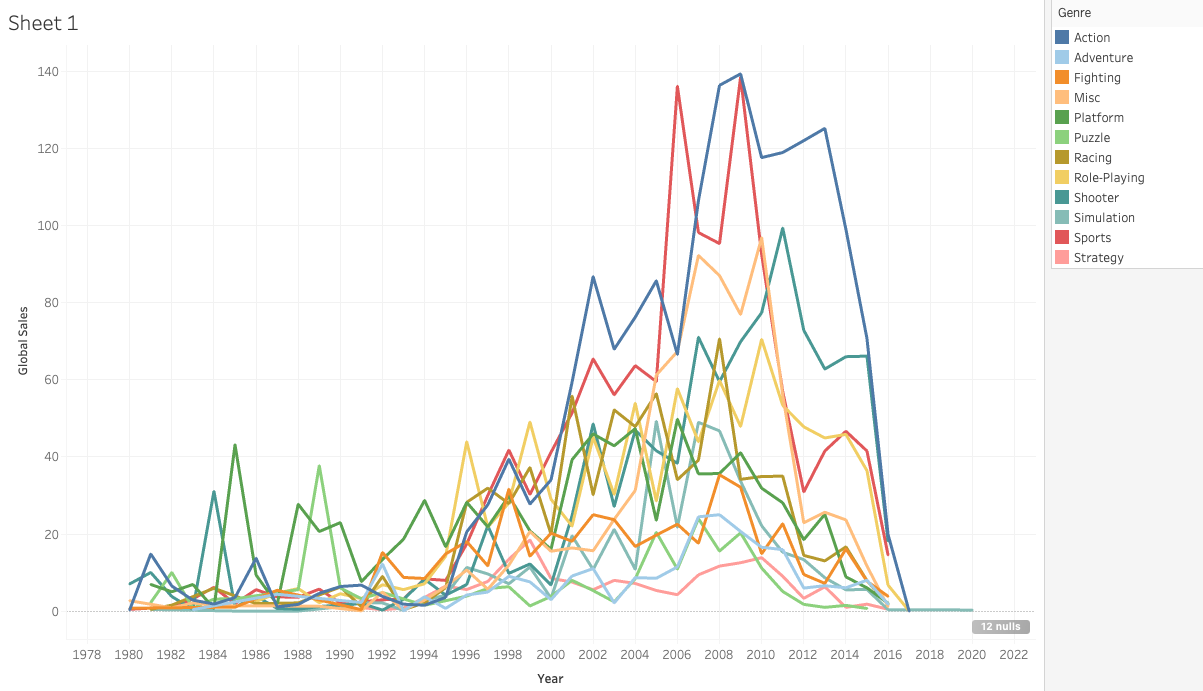 Sheet 1
Genre
Action
Adventure
Fighting
Misc
Platform
Puzzle
Racing
Role-Playing
Shooter
Simulation
Sports
Strategy
140
120
100
80
60
40
20
0
Global Sales
12 nulls
1978 1980 1982 1984 1986 1988 1990 1992 1994 1996 1998 2000 2002 2004 2006 2008 2010 2012 2014 2016 2018 2020 2022
Year